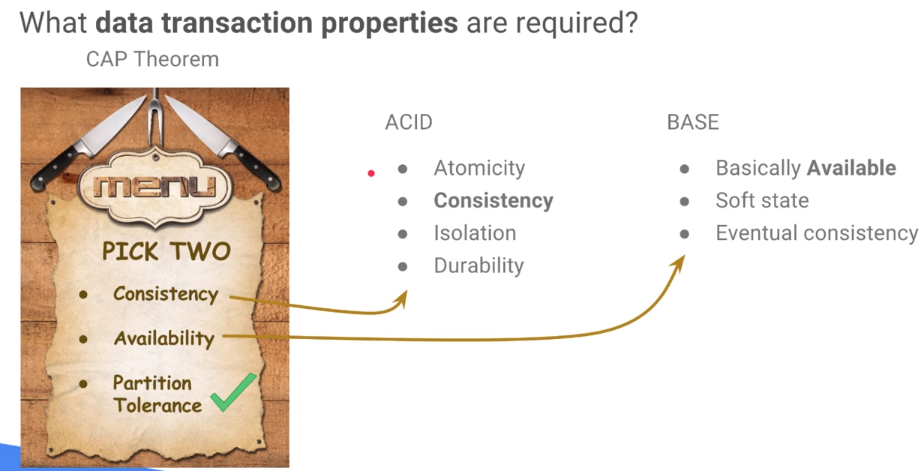 What data transaction properties are required?
CAP Theorem
menu
PICK TWO
• Consistency
• Availability
• Partition
Tolerance
ACID
• Atomicity
• Consistency
• Isolation
• Durability
BASE
• Basically Available
• Soft state
• Eventual consistency